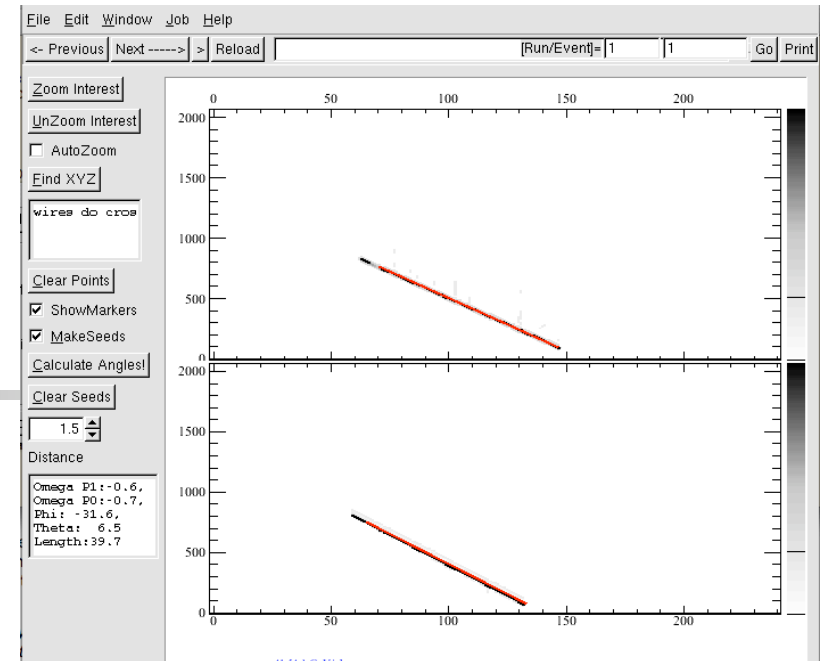 File Edit Window Job Help
<- Previous Next -----> > Reload [Run/Event]= 1 1 Go Print
Zoom Interest
UnZoom Interest
AutoZoom
Find XYZ
wires do cros
Clear Points
ShowMarkers
MakeSeeds
Calculate Angles!
Clear Seeds
1.5
Distance
Omega P1:-0.6,
Omega P0:-0.7,
Phi: -31.6,
Theta: 6.5
Length:39.7
0 50 100 150 200
2000
1500
1000
500
0
2000
1500
1000
500
0
0 50 100 150 200